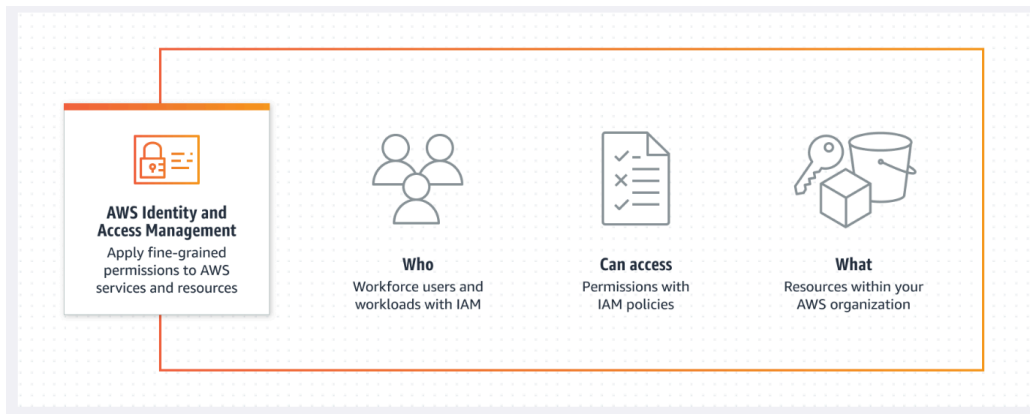 AWS Identity and
Access Management
Apply fine-grained
permissions to AWS
services and resources
Who
Workforce users and
workloads with IAM
Can access
Permissions with
IAM policies
What
Resources within your
AWS organization